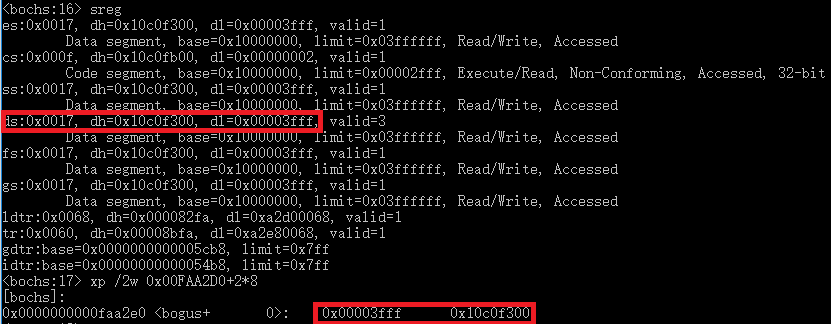 <bochs:16> sreg
es:0x0017, dh=0x10c0f300, dl=0x00003fff, valid=1
Data segment, base=0x10000000, limit=0x03ffffff, Read/Write, Accessed
cs:0x000f, dh=0x10c0fb00, dl=0x00000002, valid=1
Code segment, base=0x10000000, limit=0x00002fff, Execute/Read, Non-Conforming, Accessed, 32-bit
ss:0x0017, dh=0x10c0f300, dl=0x00003fff, valid=1
Data segment, base=0x10000000, limit=0x03ffffff, Read/Write, Accessed
ds:0x0017, dh=0x10c0f300, dl=0x00003fff, valid=3
Data segment, base=0x10000000, limit=0x03ffffff, Read/Write, Accessed
fs:0x0017, dh=0x10c0f300, dl=0x00003fff, valid=1
Data segment, base=0x10000000, limit=0x03ffffff, Read/Write, Accessed
gs:0x0017, dh=0x10c0f300, dl=0x00003fff, valid=1
Data segment, base=0x10000000, limit=0x03ffffff, Read/Write, Accessed
ldtr:0x0068, dh=0x000082fa, dl=0xa2d00068, valid=1
tr:0x0060, dh=0x00008bfa, dl=0xa2e80068, valid=1
gdtr:base=0x0000000000005cb8, limit=0x7ff
idtr:base=0x00000000000054b8, limit=0x7ff
<bochs:17> xp /2w 0x00FAA2D0+2*8
[bochs]:
0x0000000000faa2e0 <bogus+ 0>: 0x00003fff 0x10c0f300